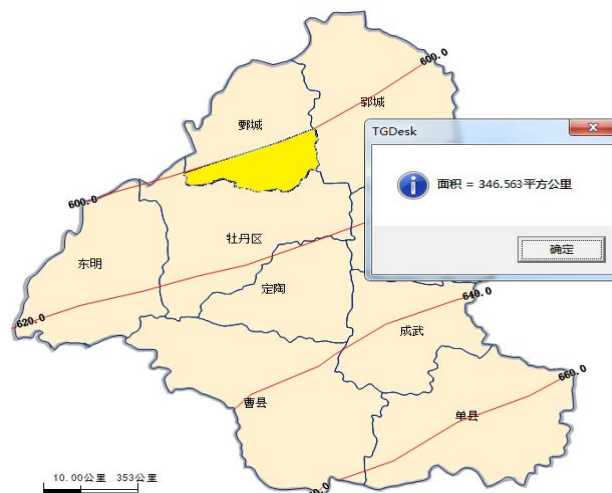 600.0
郓城
鄄城
TGDesk
面积 = 346.563平方公里
确定
600.0
牡丹区
东明
定陶
640.0
620.0
成武
660.0
曹县
单县
10.00公里 353公里